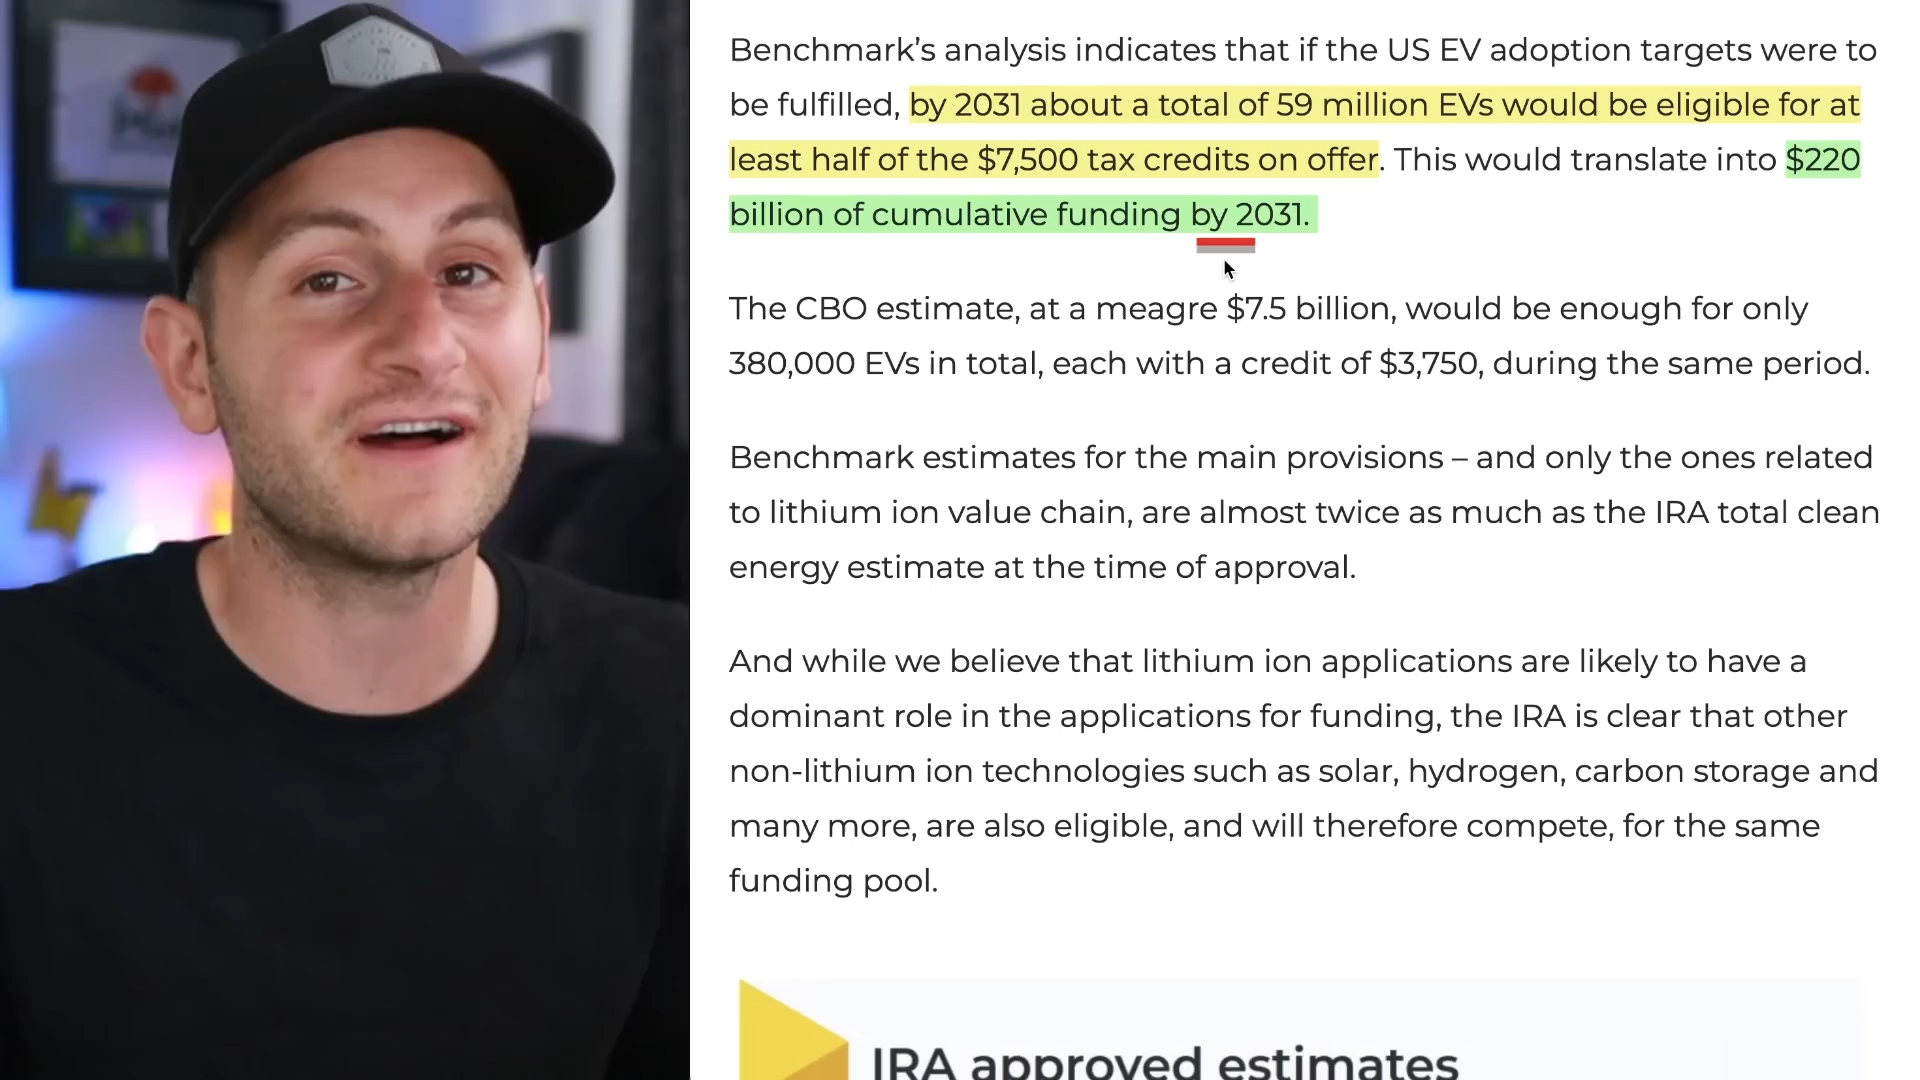 Benchmark’s analysis indicates that if the US EV adoption targets were to
be fulfilled, by 2031 about a total of 59 million EVs would be eligible for at
least half of the $7,500 tax credits on offer. This would translate into $220
billion of cumulative funding by 2031.
The CBO estimate, at a meagre $7.5 billion, would be enough for only
380,000 EVs in total, each with a credit of $3,750, during the same period.
Benchmark estimates for the main provisions – and only the ones related
to lithium ion value chain, are almost twice as much as the IRA total clean
energy estimate at the time of approval.
And while we believe that lithium ion applications are likely to have a
dominant role in the applications for funding, the IRA is clear that other
non-lithium ion technologies such as solar, hydrogen, carbon storage and
many more, are also eligible, and will therefore compete, for the same
funding pool.
IRA approved estimates